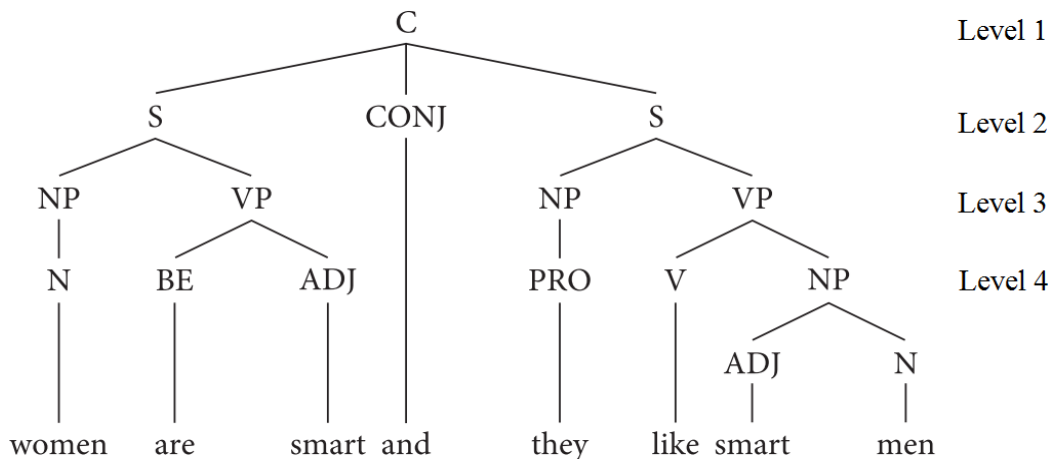 C Level 1
S CONJ S Level 2
NP VP NP VP Level 3
N BE ADJ PRO V NP Level 4
ADJ N
women are smart and they like smart men